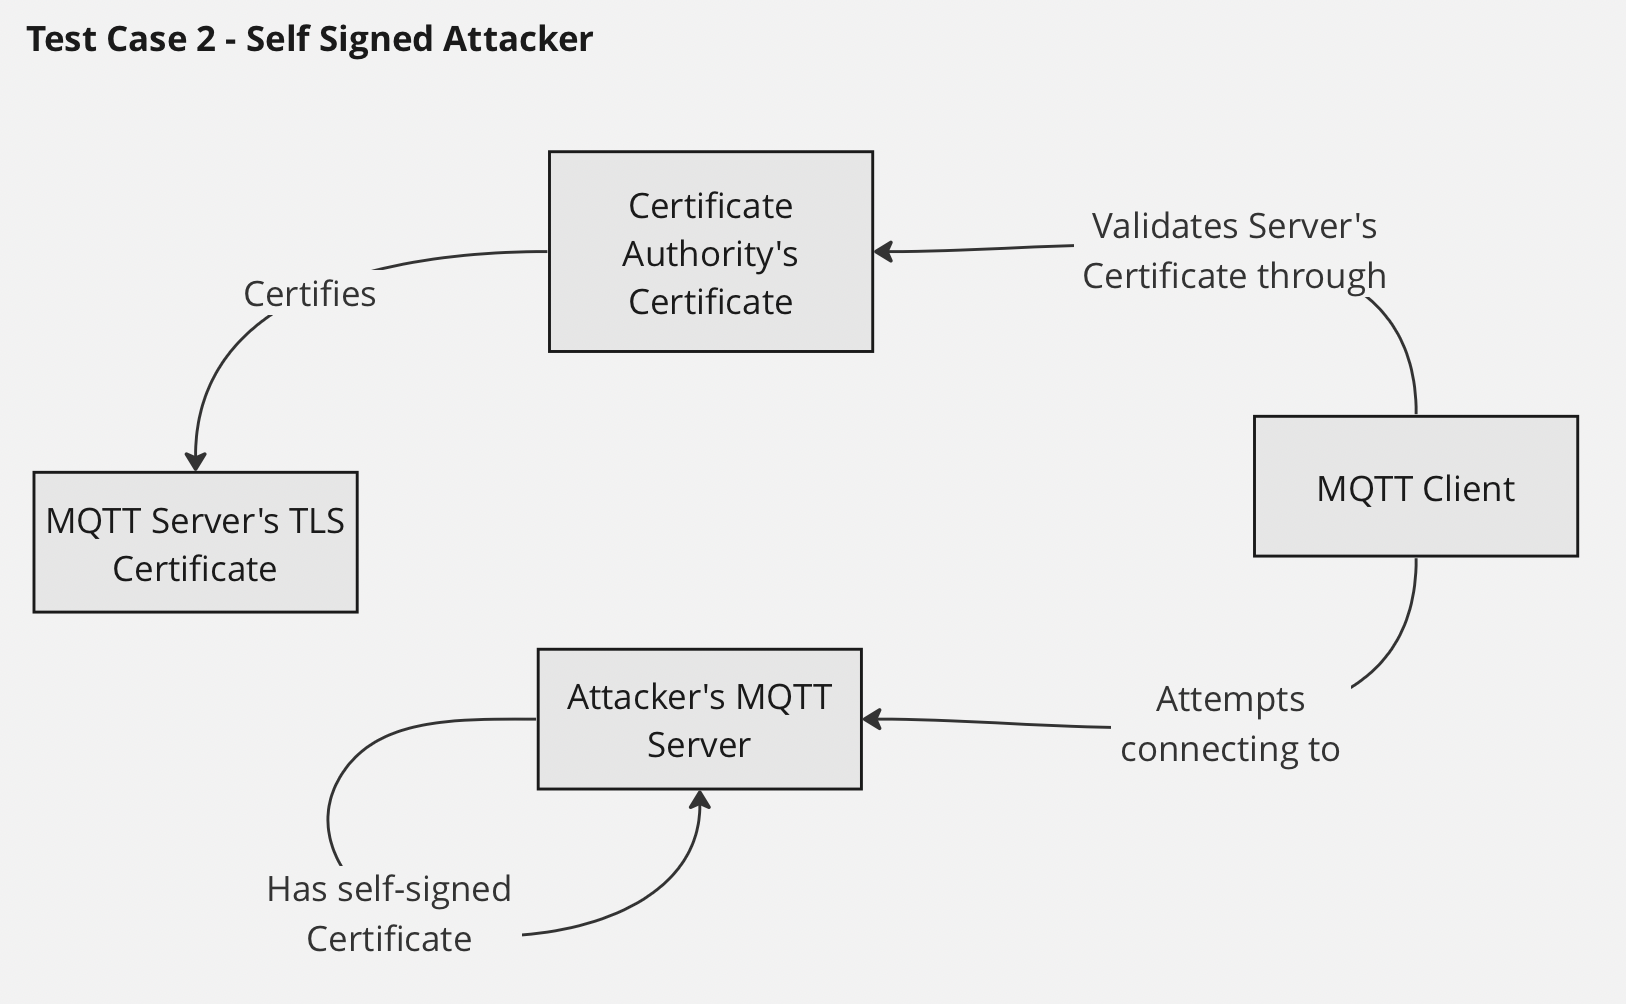 Test Case 2 - Self Signed Attacker
Certificate
Authority's
Certificate
Validates Server's
Certificate through
Certifies
MQTT Client
MQTT Server's TLS
Certificate
Attacker's MQTT
Server
Attempts
connecting to
Has self-signed
Certificate